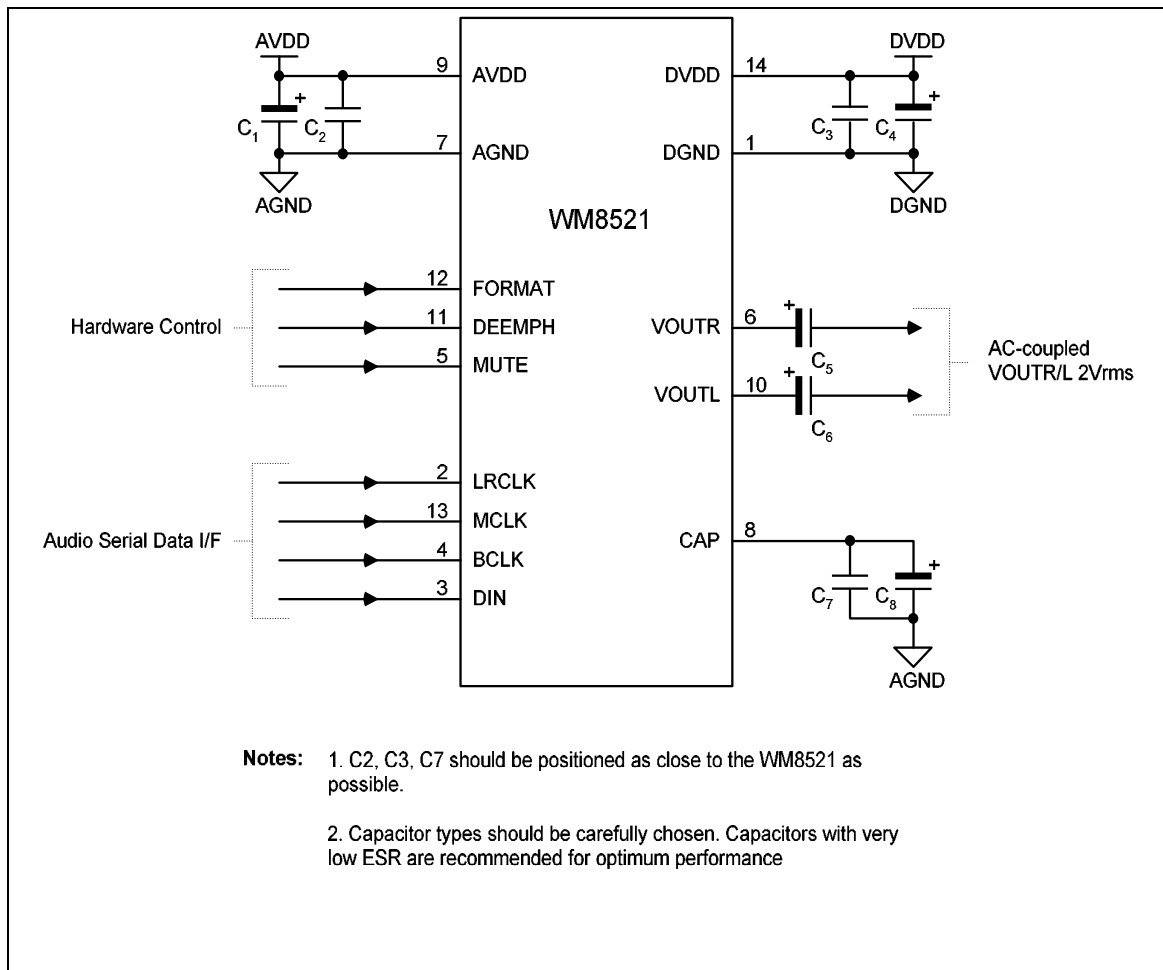 AVDD
DVDD
9
AVDD
DVDD
14
+
C1
C2
C3
C4
+
7
AGND
DGND
1
AGND
DGND
WM8521
12
FORMAT
Hardware Control
11
DEEMPH
5
MUTE
VOUTR
6
+
C5
AC-coupled
VOUTR/L 2Vrms
VOUTL
10
+
C6
2
LRCLK
13
MCLK
Audio Serial Data I/F
4
BCLK
3
DIN
CAP
8
+
C7
C8
AGND
Notes: 1. C2, C3, C7 should be positioned as close to the WM8521 as
possible.
2. Capacitor types should be carefully chosen. Capacitors with very
low ESR are recommended for optimum performance